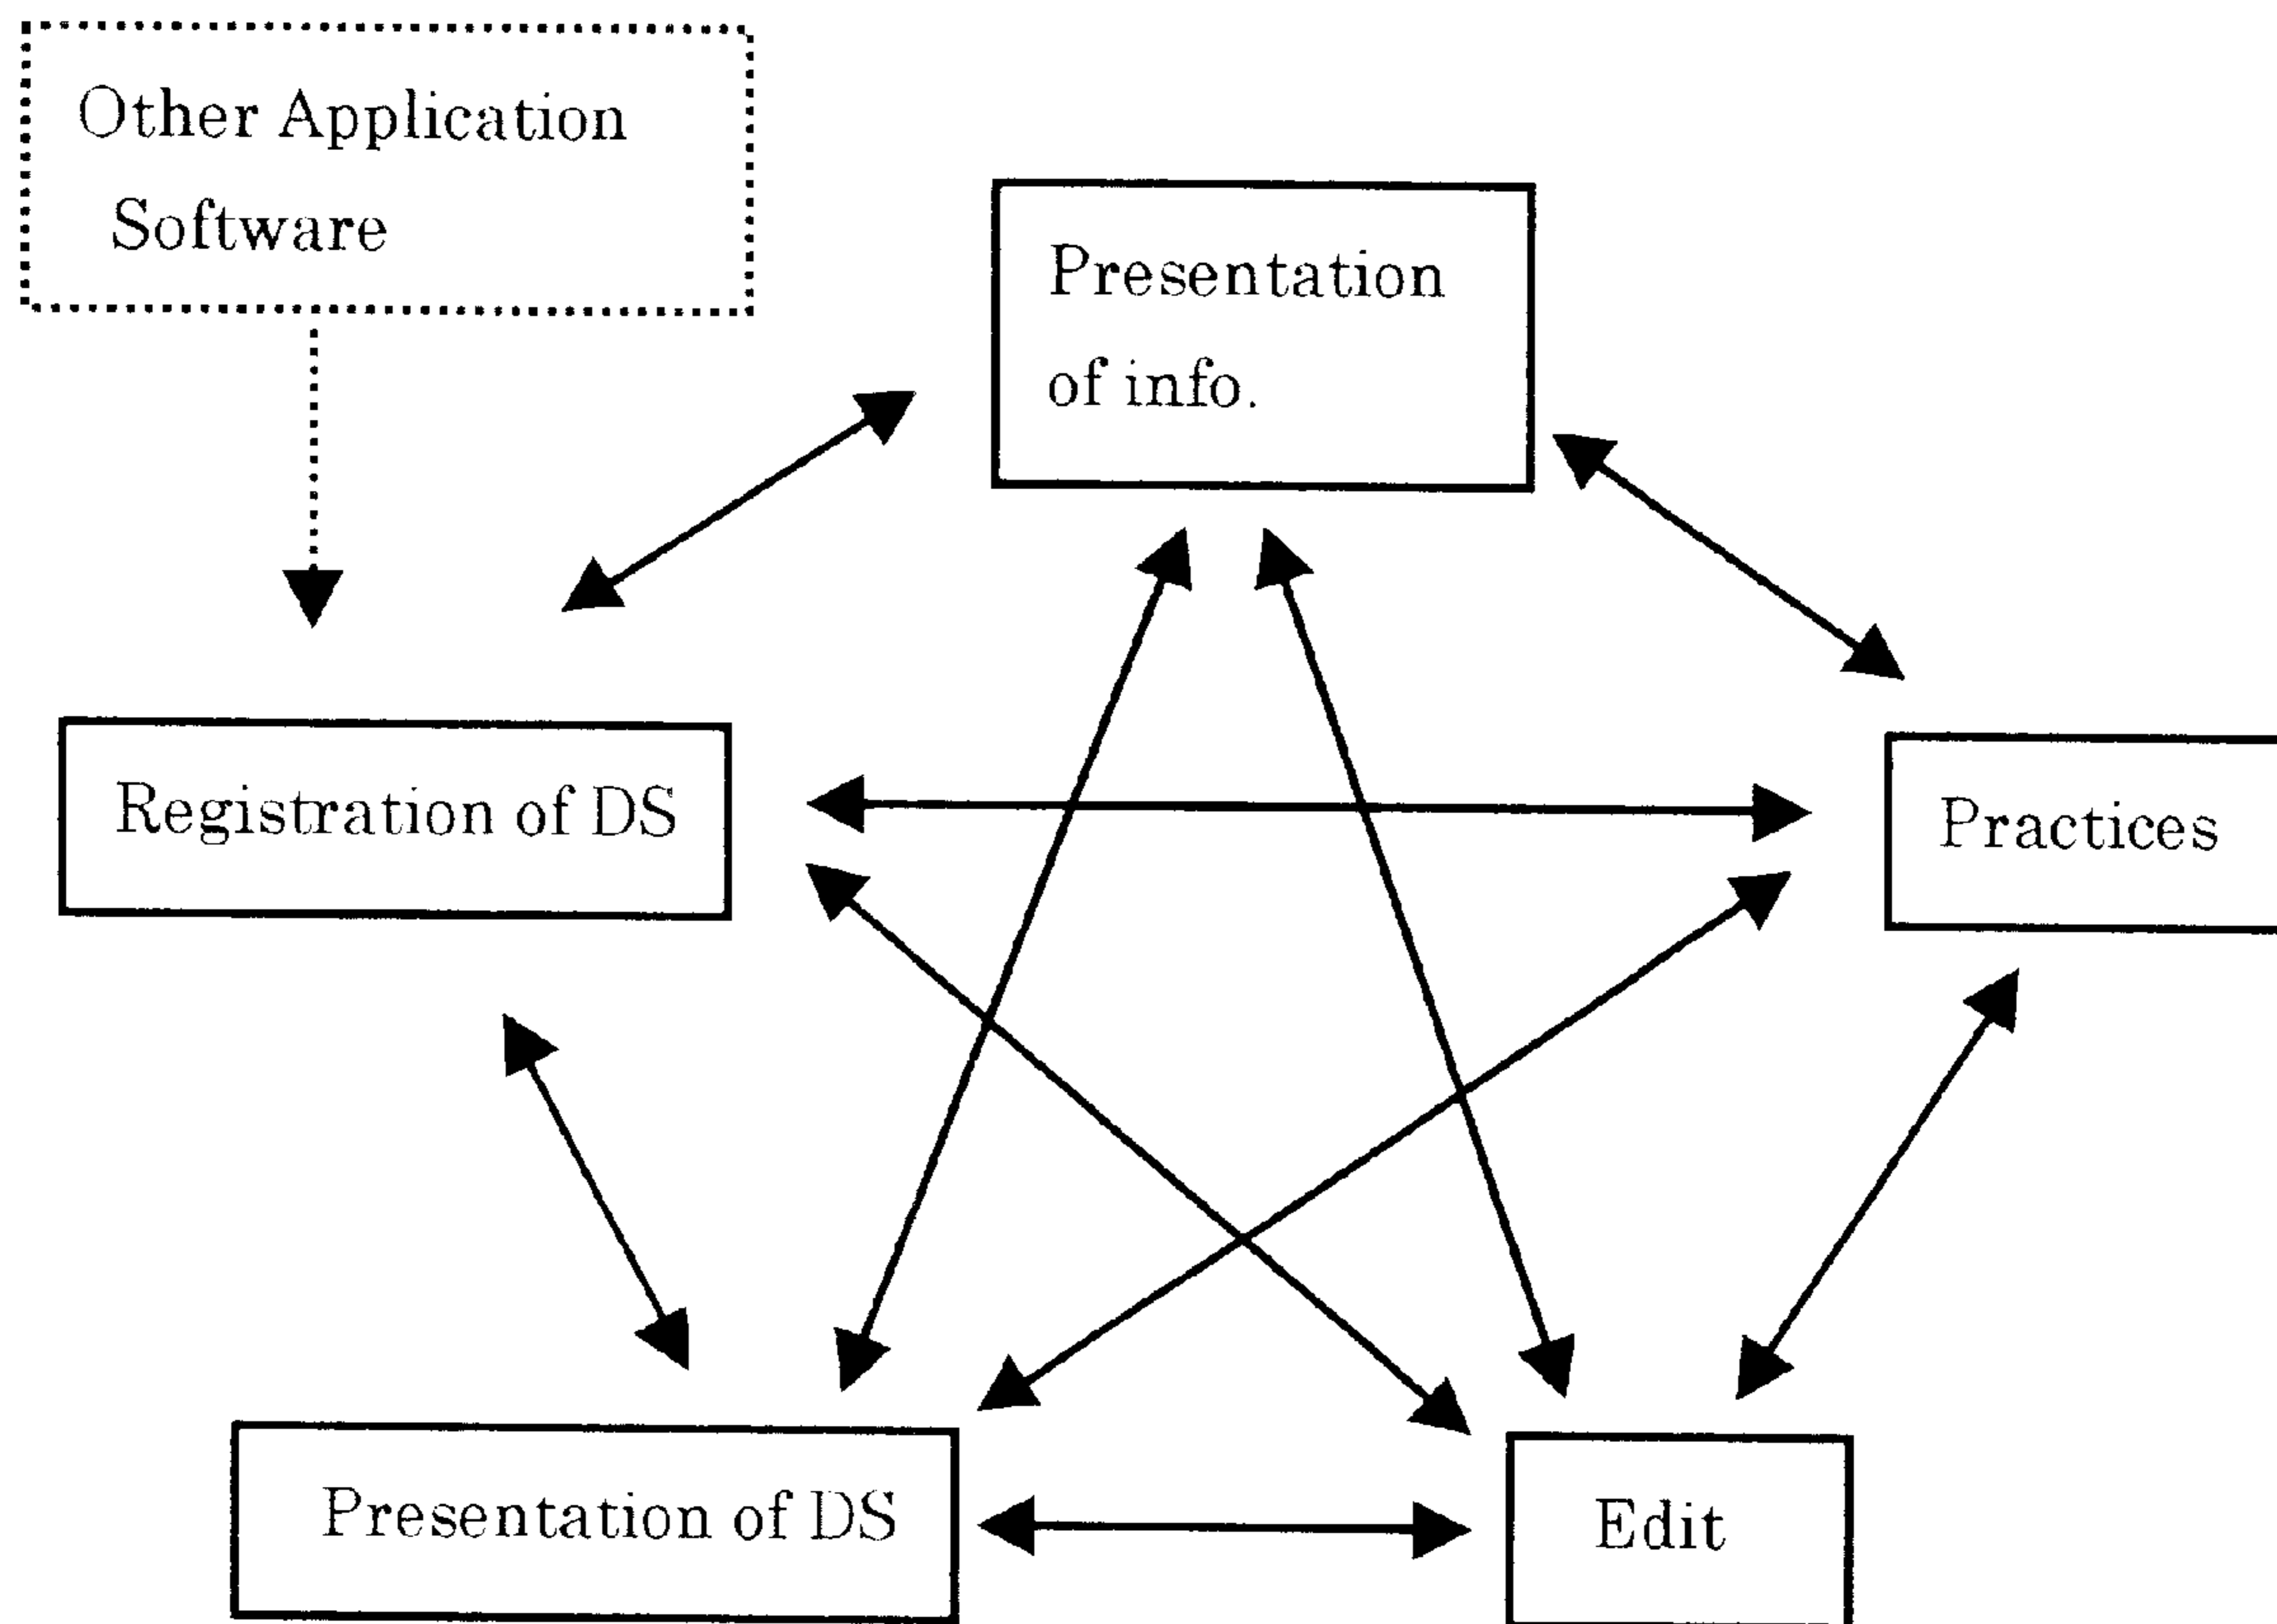 Other Application
Software
Presentation
of info.
Registration of DS
Practices
Presentation of DS
Edit